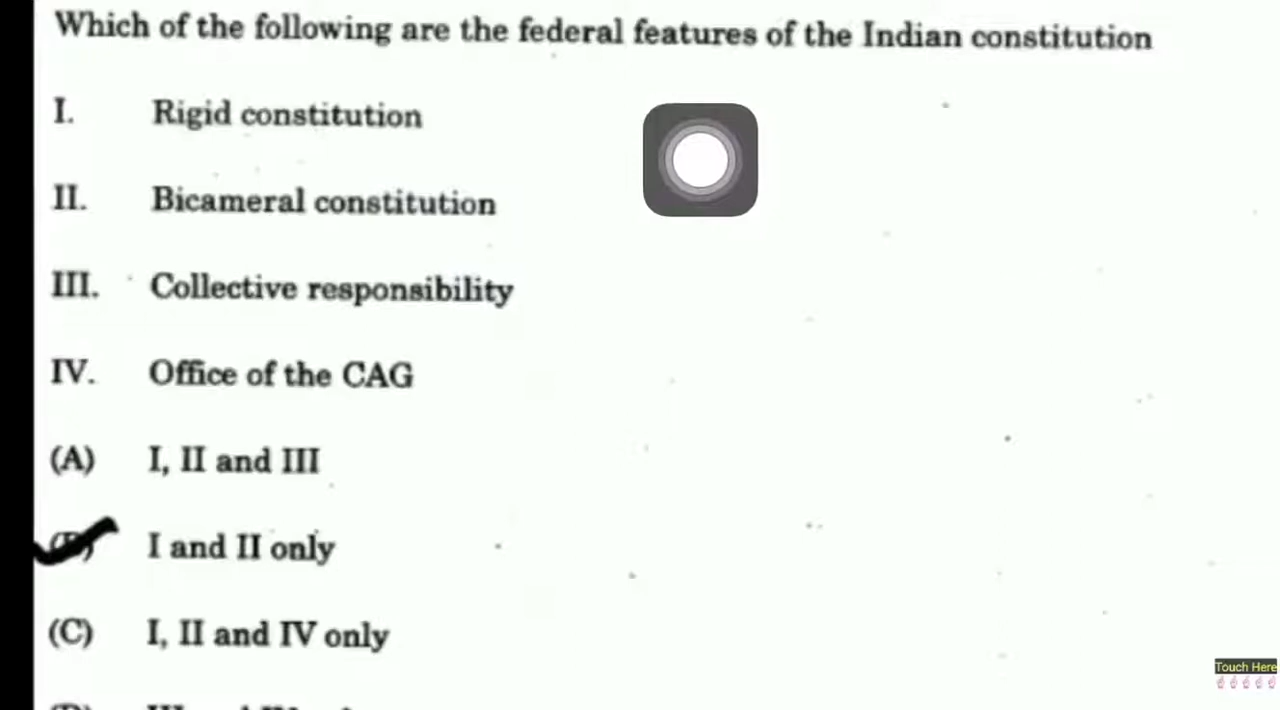 Which of the following are the federal features of the Indian constitution
I. Rigid constitution
II. Bicameral constitution
III. Collective responsibility
IV. Office of the CAG
(A) I, II and III
I and II only
(C) I, II and IV only
Touch Here